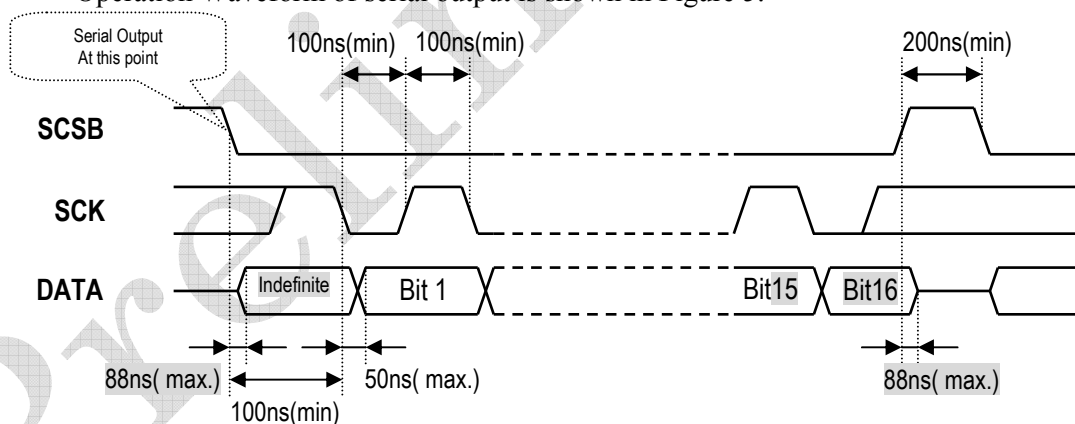 Operation waveform of serial output is shown in Figure 5.
Serial Output
At this point
100ns(min) 100ns(min) 200ns(min)
SCSB
SCK
DATA Indefinite Bit 1 Bit15 Bit16
88ns( max.) 50ns( max.) 88ns( max.)
100ns(min)